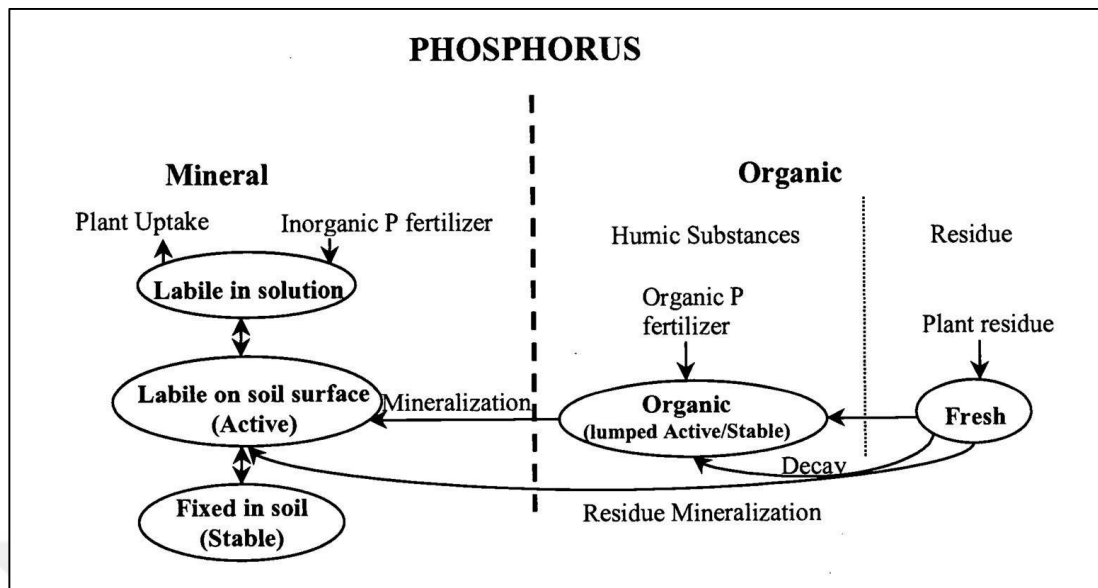 PHOSPHORUS
Mineral
Organic
Plant Uptake
Inorganic P fertilizer
Humic Substances
Residue
Labile in solution
Organic P
fertilizer
Plant residue
Labile on soil surface
(Active)
Mineralization
Organic
(lumped Active/Stable)
Fresh
Decay
Fixed in soil
(Stable)
Residue Mineralization